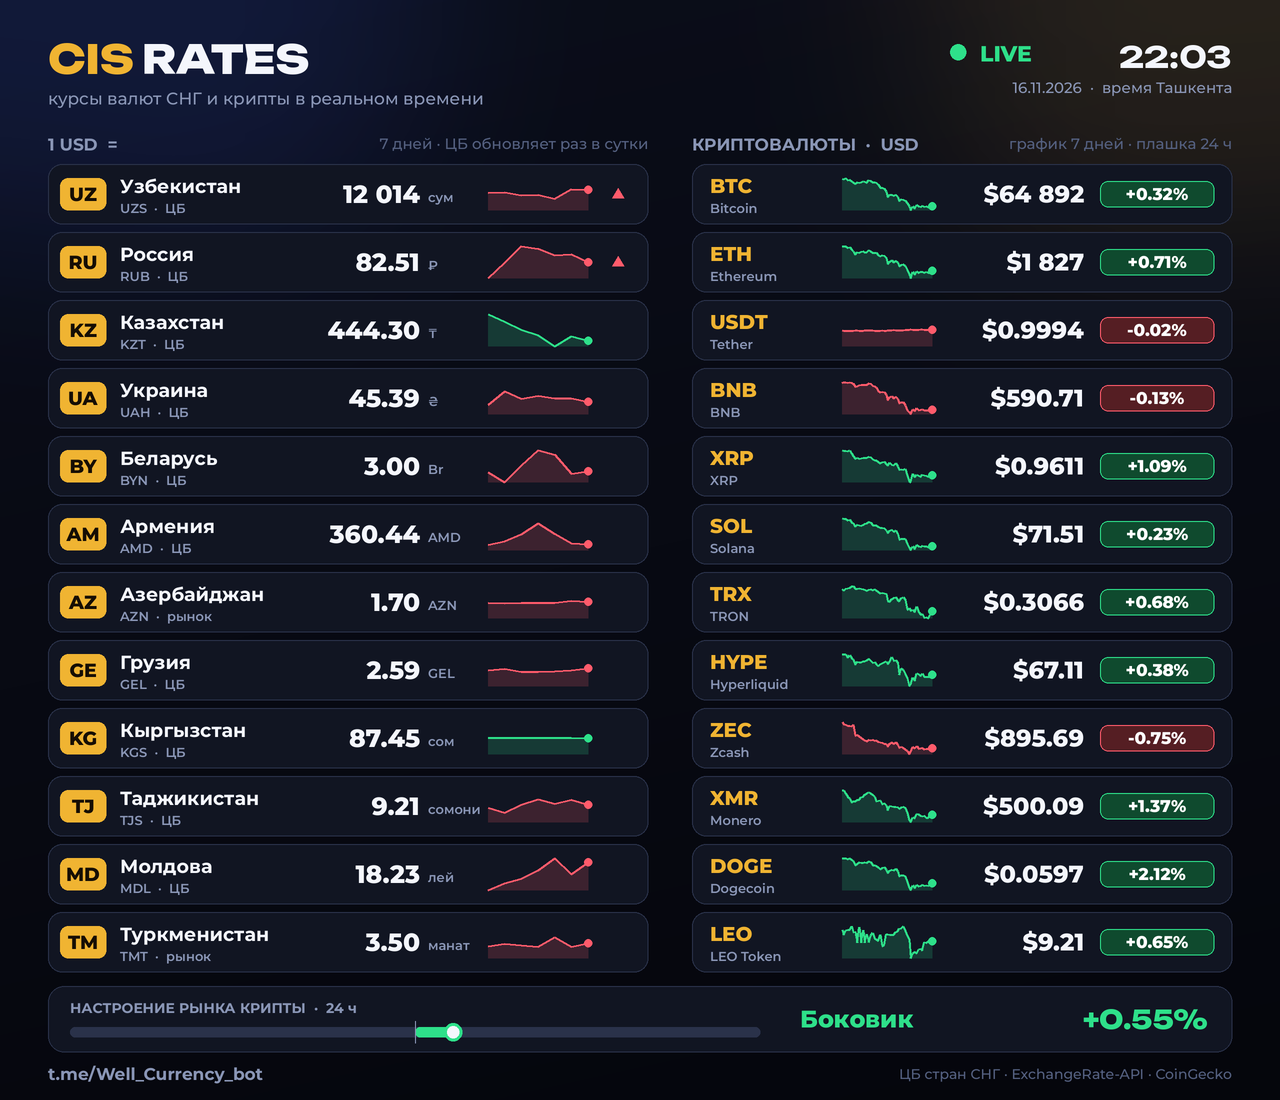 CIS RATES
курсы валют СНГ и крипты в реальном времени
LIVE
22:03
16.11.2026 · время Ташкента
1 USD =
7 дней · ЦБ обновляет раз в сутки
UZ Узбекистан 12 014 сум
UZS · ЦБ
RU Россия 82.51 ₽
RUB · ЦБ
KZ Казахстан 444.30 ₸
KZT · ЦБ
UA Украина 45.39 ₴
UAH · ЦБ
BY Беларусь 3.00 Br
BYN · ЦБ
AM Армения 360.44 AMD
AMD · ЦБ
AZ Азербайджан 1.70 AZN
AZN · рынок
GE Грузия 2.59 GEL
GEL · ЦБ
KG Кыргызстан 87.45 сом
KGS · ЦБ
TJ Таджикистан 9.21 сомони
TJS · ЦБ
MD Молдова 18.23 лей
MDL · ЦБ
TM Туркменистан 3.50 манат
TMT · рынок
КРИПТОВАЛЮТЫ · USD
график 7 дней · плашка 24 ч
BTC $64 892 +0.32%
Bitcoin
ETH $1 827 +0.71%
Ethereum
USDT $0.9994 -0.02%
Tether
BNB $590.71 -0.13%
BNB
XRP $0.9611 +1.09%
XRP
SOL $71.51 +0.23%
Solana
TRX $0.3066 +0.68%
TRON
HYPE $67.11 +0.38%
Hyperliquid
ZEC $895.69 -0.75%
Zcash
XMR $500.09 +1.37%
Monero
DOGE $0.0597 +2.12%
Dogecoin
LEO $9.21 +0.65%
LEO Token
НАСТРОЕНИЕ РЫНКА КРИПТЫ · 24 ч
Боковик +0.55%
t.me/Well_Currency_bot
ЦБ стран СНГ · ExchangeRate-API · CoinGecko